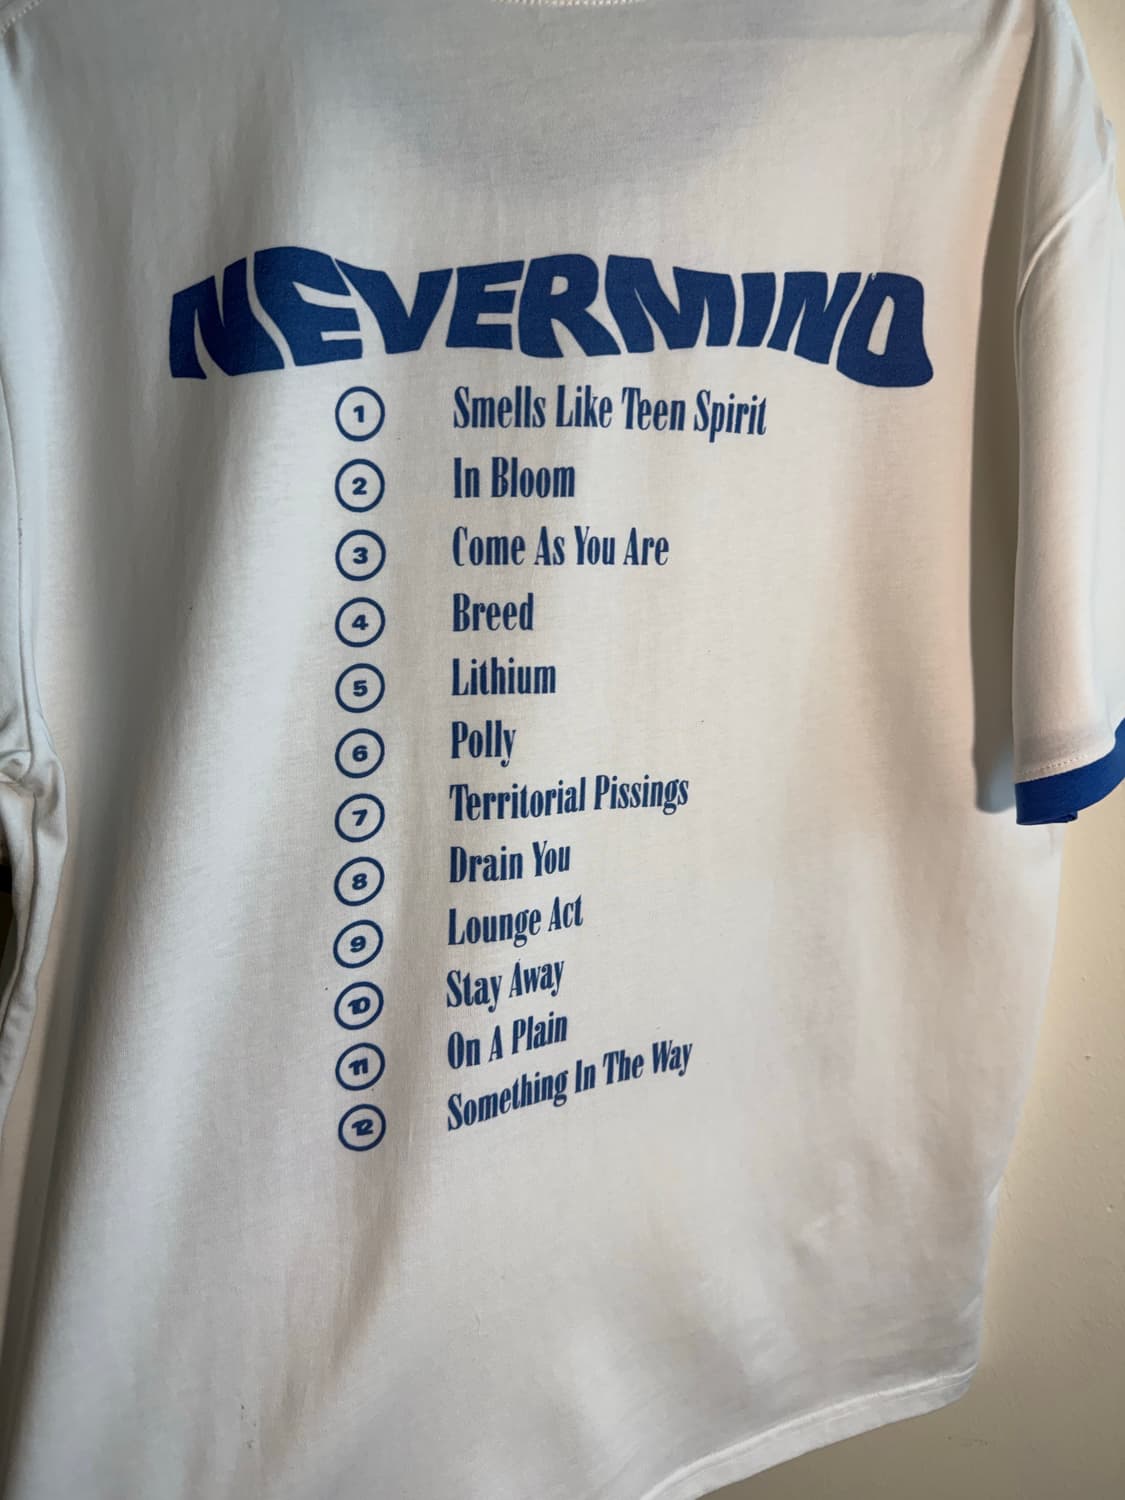 NEVERMIND
1 Smells Like Teen Spirit
2 In Bloom
3 Come As You Are
4 Breed
5 Lithium
6 Polly
7 Territorial Pissings
8 Drain You
9 Lounge Act
10 Stay Away
11 On A Plain
12 Something In The Way